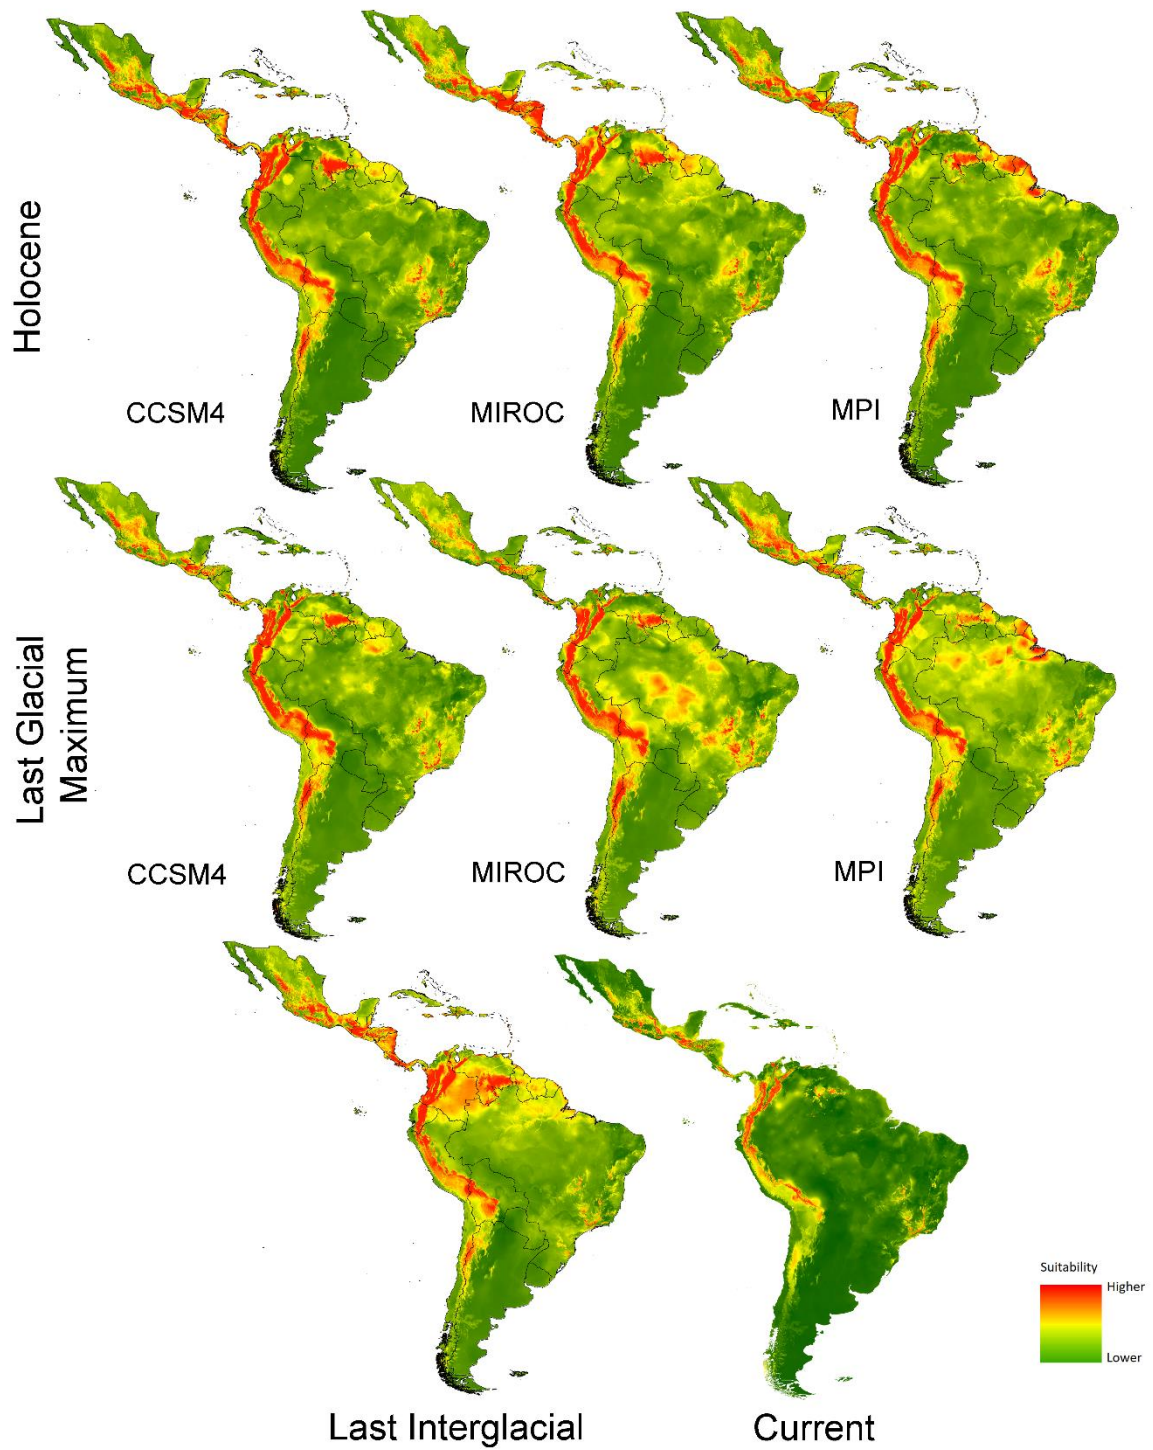 Holocene
CCSM4
MIROC
MPI
Last Glacial
Maximum
CCSM4
MIROC
MPI
Suitability
Higher
Lower
Last Interglacial
Current